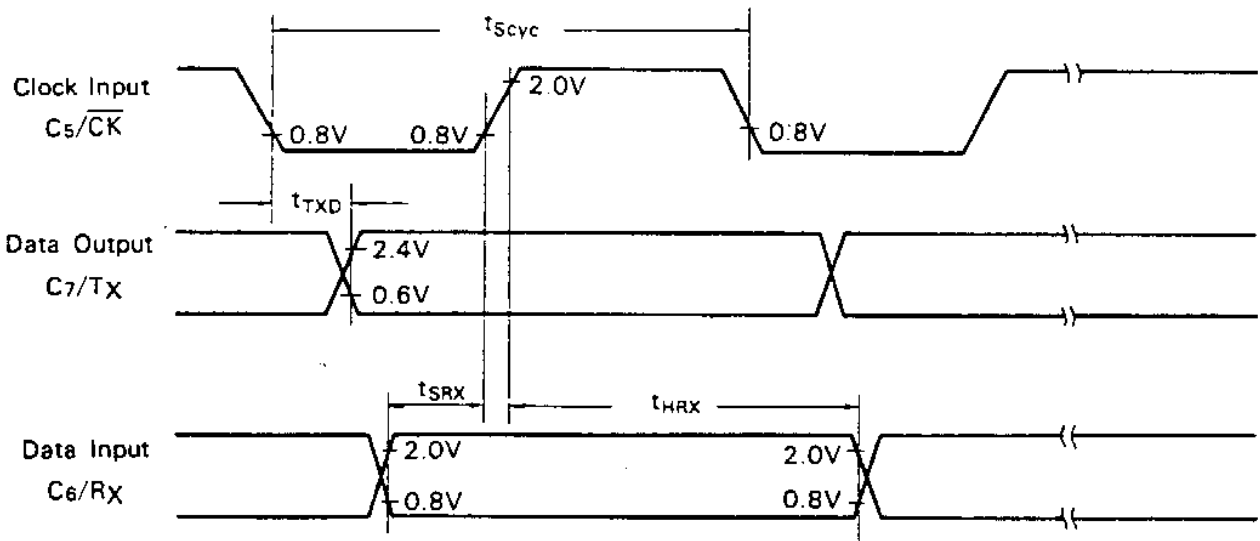 tScyc
Clock Input
C5/CK
0.8V
0.8V
2.0V
0.8V
tTXD
Data Output
C7/TX
2.4V
0.6V
tSRX
tHRX
Data Input
C6/RX
2.0V
0.8V
2.0V
0.8V